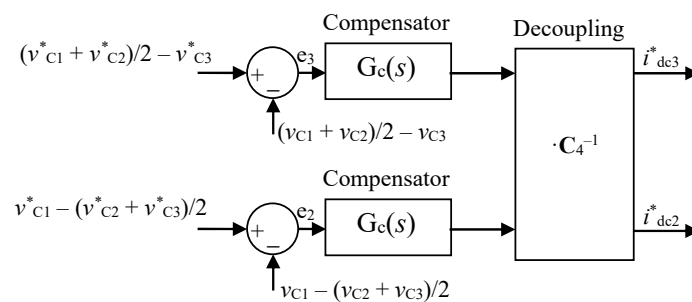 Compensator
Decoupling
(v*C1 + v*C2)/2 – v*C3
+
–
e3
Gc(s)
i*dc3
(vC1 + vC2)/2 – vC3
·C4⁻¹
Compensator
v*C1 – (v*C2 + v*C3)/2
+
–
e2
Gc(s)
i*dc2
vC1 – (vC2 + vC3)/2